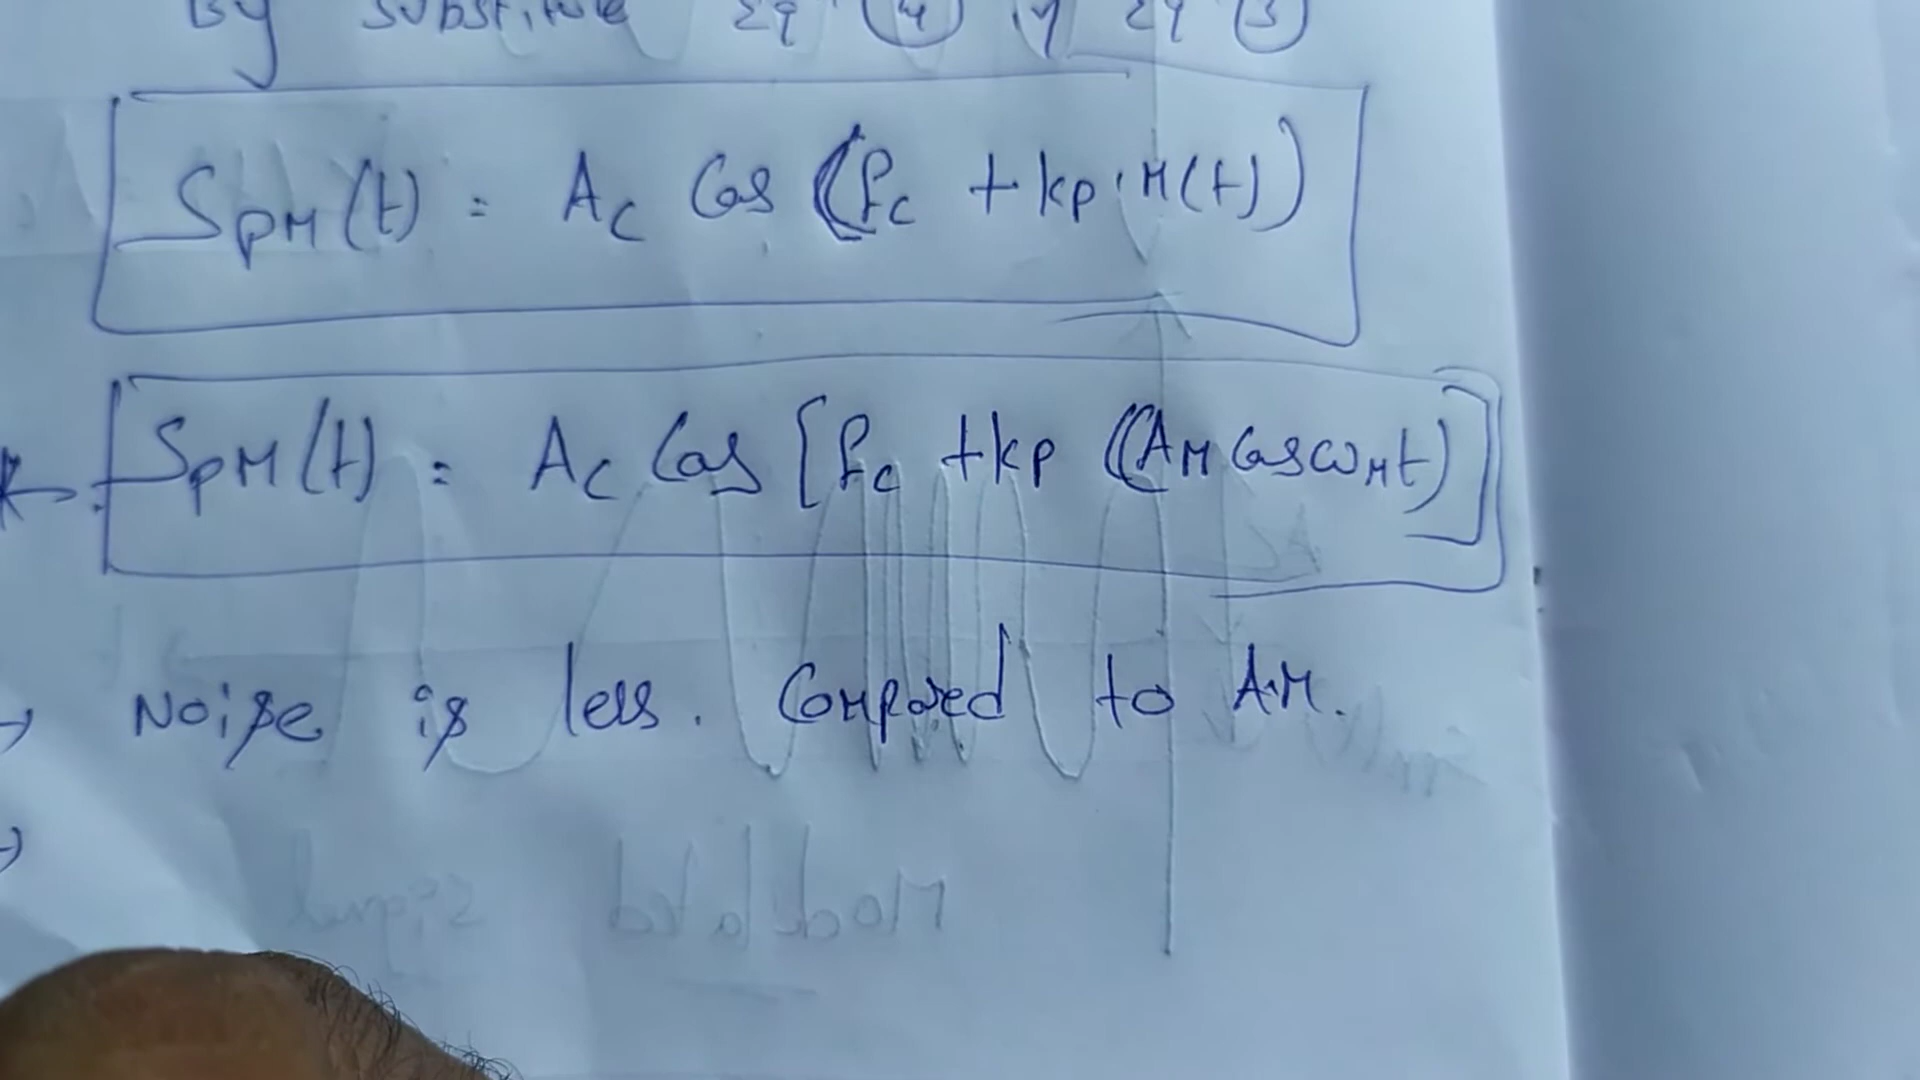 By substitute Eq (4) in Eq (3)
SPM(t) = AC Cos (fc + kp·M(t))
SPM(t) = AC Cos [fc + kp (AM Cos ωMt)]
→ Noise is less. Compared to A.M.
→